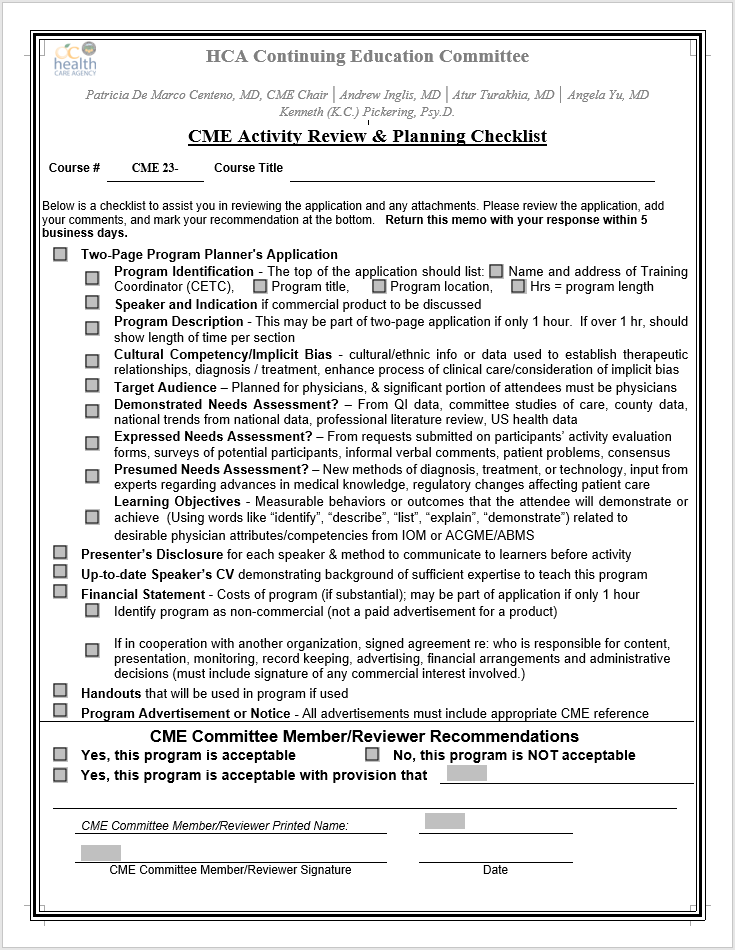 health
CARE AGENCY
HCA Continuing Education Committee
Patricia De Marco Centeno, MD, CME Chair │ Andrew Inglis, MD │ Atur Turakhia, MD │ Angela Yu, MD
Kenneth (K.C.) Pickering, Psy.D.
CME Activity Review & Planning Checklist
Course # CME 23- Course Title
Below is a checklist to assist you in reviewing the application and any attachments. Please review the application, add
your comments, and mark your recommendation at the bottom. Return this memo with your response within 5
business days.
Two-Page Program Planner's Application
Program Identification - The top of the application should list: Name and address of Training
Coordinator (CETC), Program title, Program location, Hrs = program length
Speaker and Indication if commercial product to be discussed
Program Description - This may be part of two-page application if only 1 hour. If over 1 hr, should
show length of time per section
Cultural Competency/Implicit Bias - cultural/ethnic info or data used to establish therapeutic
relationships, diagnosis / treatment, enhance process of clinical care/consideration of implicit bias
Target Audience – Planned for physicians, & significant portion of attendees must be physicians
Demonstrated Needs Assessment? – From QI data, committee studies of care, county data,
national trends from national data, professional literature review, US health data
Expressed Needs Assessment? – From requests submitted on participants’ activity evaluation
forms, surveys of potential participants, informal verbal comments, patient problems, consensus
Presumed Needs Assessment? – New methods of diagnosis, treatment, or technology, input from
experts regarding advances in medical knowledge, regulatory changes affecting patient care
Learning Objectives - Measurable behaviors or outcomes that the attendee will demonstrate or
achieve (Using words like “identify”, “describe”, “list”, “explain”, “demonstrate”) related to
desirable physician attributes/competencies from IOM or ACGME/ABMS
Presenter’s Disclosure for each speaker & method to communicate to learners before activity
Up-to-date Speaker’s CV demonstrating background of sufficient expertise to teach this program
Financial Statement - Costs of program (if substantial); may be part of application if only 1 hour
Identify program as non-commercial (not a paid advertisement for a product)
If in cooperation with another organization, signed agreement re: who is responsible for content,
presentation, monitoring, record keeping, advertising, financial arrangements and administrative
decisions (must include signature of any commercial interest involved.)
Handouts that will be used in program if used
Program Advertisement or Notice - All advertisements must include appropriate CME reference
CME Committee Member/Reviewer Recommendations
Yes, this program is acceptable No, this program is NOT acceptable
Yes, this program is acceptable with provision that
CME Committee Member/Reviewer Printed Name:
CME Committee Member/Reviewer Signature Date